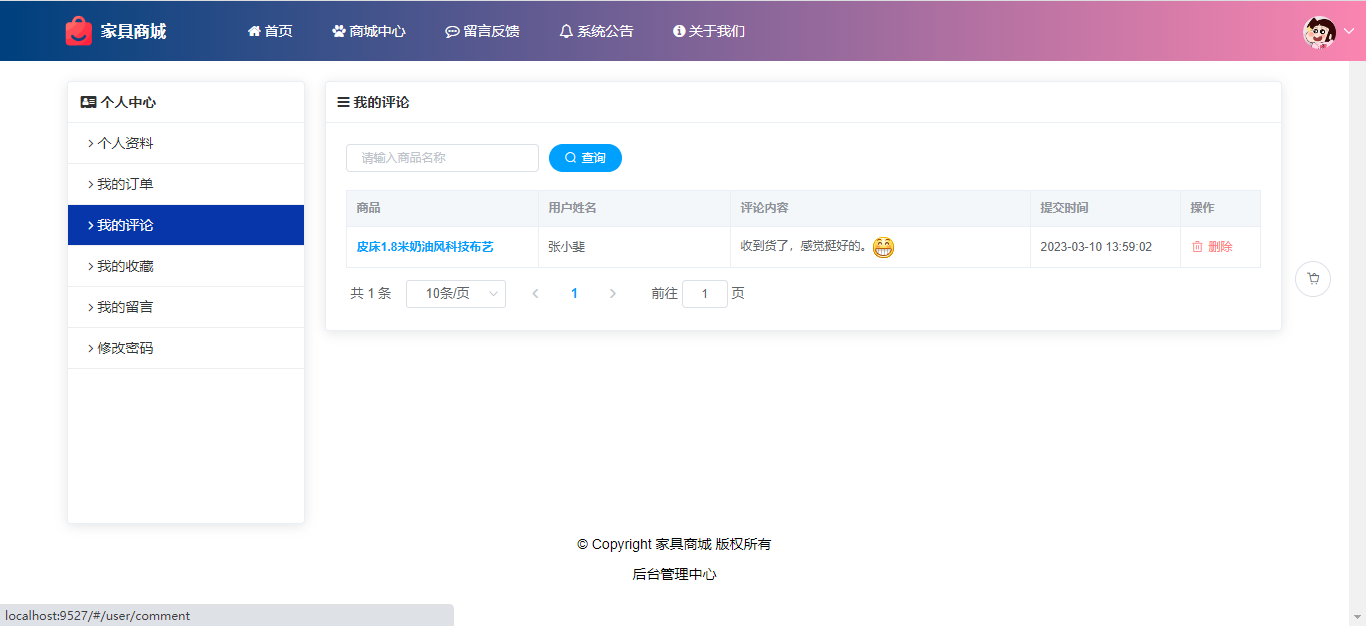 家具商城 首页 商城中心 留言反馈 系统公告 关于我们
个人中心
个人资料
我的订单
我的评论
我的收藏
我的留言
修改密码
我的评论
请输入商品名称 查询
商品 用户姓名 评论内容 提交时间 操作
皮床1.8米奶油风科技布艺 张小斐 收到货了，感觉挺好的。 2023-03-10 13:59:02 删除
共 1 条 10条/页 1 前往 1 页
© Copyright 家具商城 版权所有
后台管理中心
localhost:9527/#/user/comment